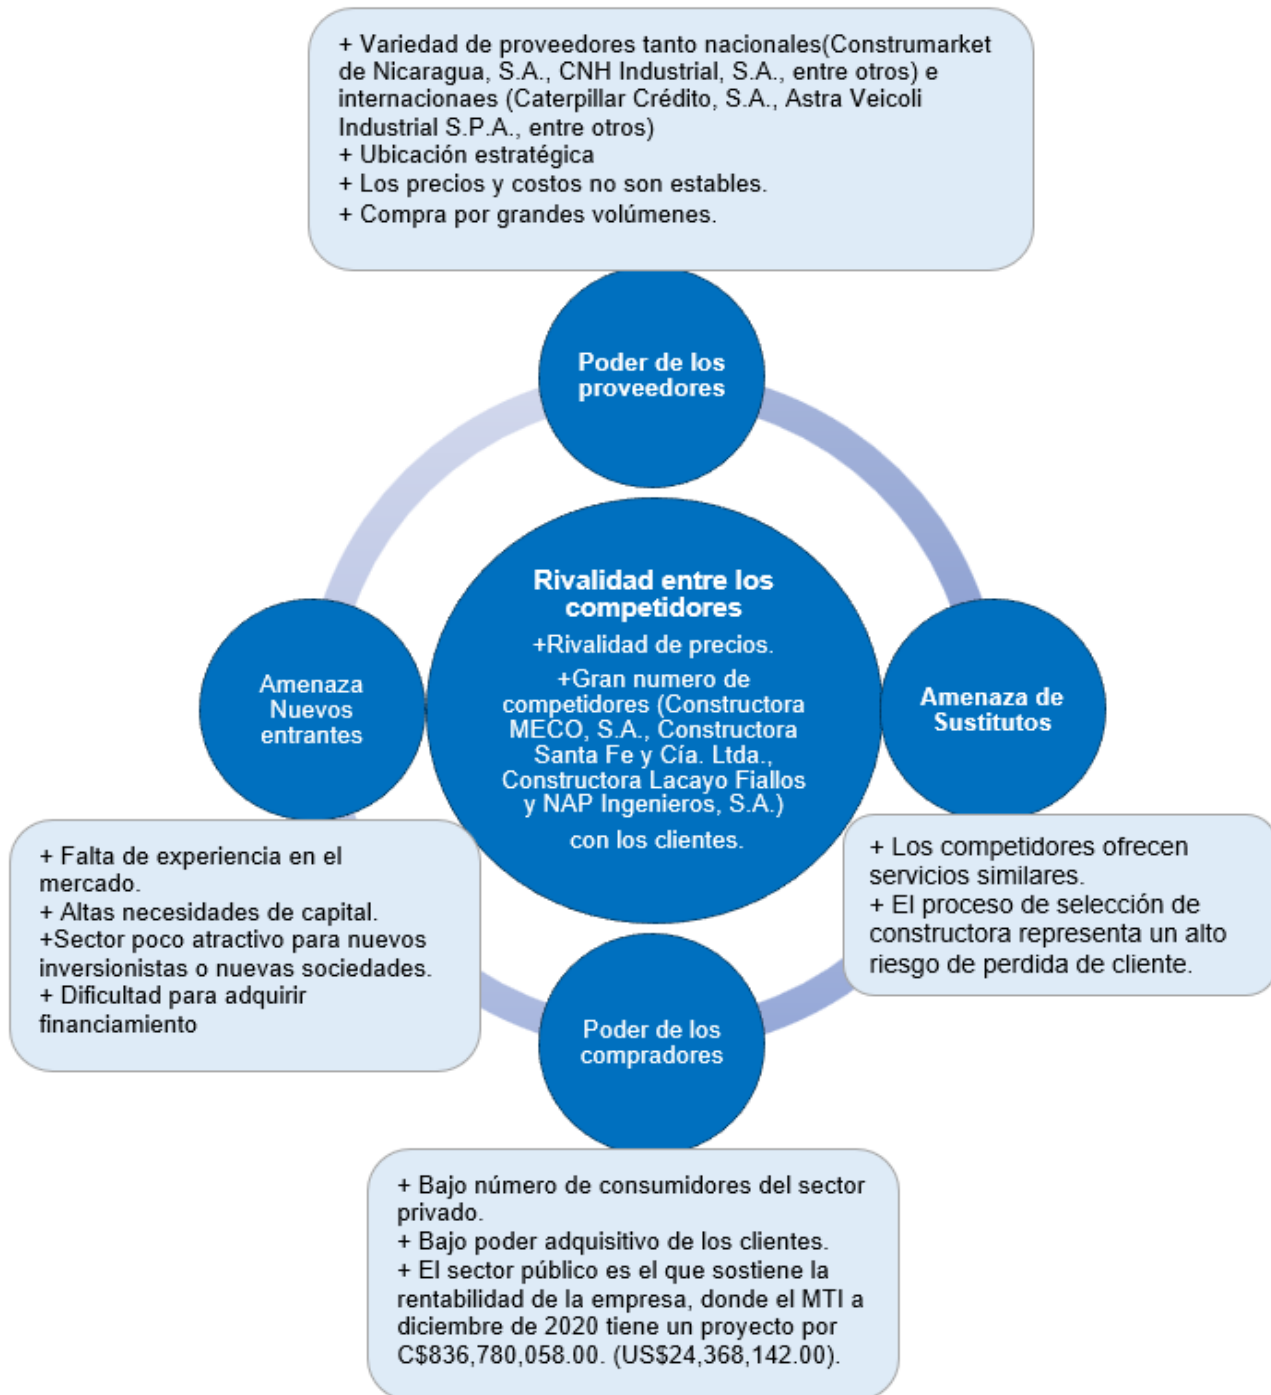 + Variedad de proveedores tanto nacionales(Construmarket
de Nicaragua, S.A., CNH Industrial, S.A., entre otros) e
internacionaes (Caterpillar Crédito, S.A., Astra Veicoli
Industrial S.P.A., entre otros)
+ Ubicación estratégica
+ Los precios y costos no son estables.
+ Compra por grandes volúmenes.
Poder de los
proveedores
Rivalidad entre los
competidores
+Rivalidad de precios.
+Gran numero de
competidores (Constructora
MECO, S.A., Constructora
Santa Fe y Cía. Ltda.,
Constructora Lacayo Fiallos
y NAP Ingenieros, S.A.)
con los clientes.
Amenaza
Nuevos
entrantes
Amenaza de
Sustitutos
+ Falta de experiencia en el
mercado.
+ Altas necesidades de capital.
+Sector poco atractivo para nuevos
inversionistas o nuevas sociedades.
+ Dificultad para adquirir
financiamiento
+ Los competidores ofrecen
servicios similares.
+ El proceso de selección de
constructora representa un alto
riesgo de perdida de cliente.
Poder de los
compradores
+ Bajo número de consumidores del sector
privado.
+ Bajo poder adquisitivo de los clientes.
+ El sector público es el que sostiene la
rentabilidad de la empresa, donde el MTI a
diciembre de 2020 tiene un proyecto por
C$836,780,058.00. (US$24,368,142.00).